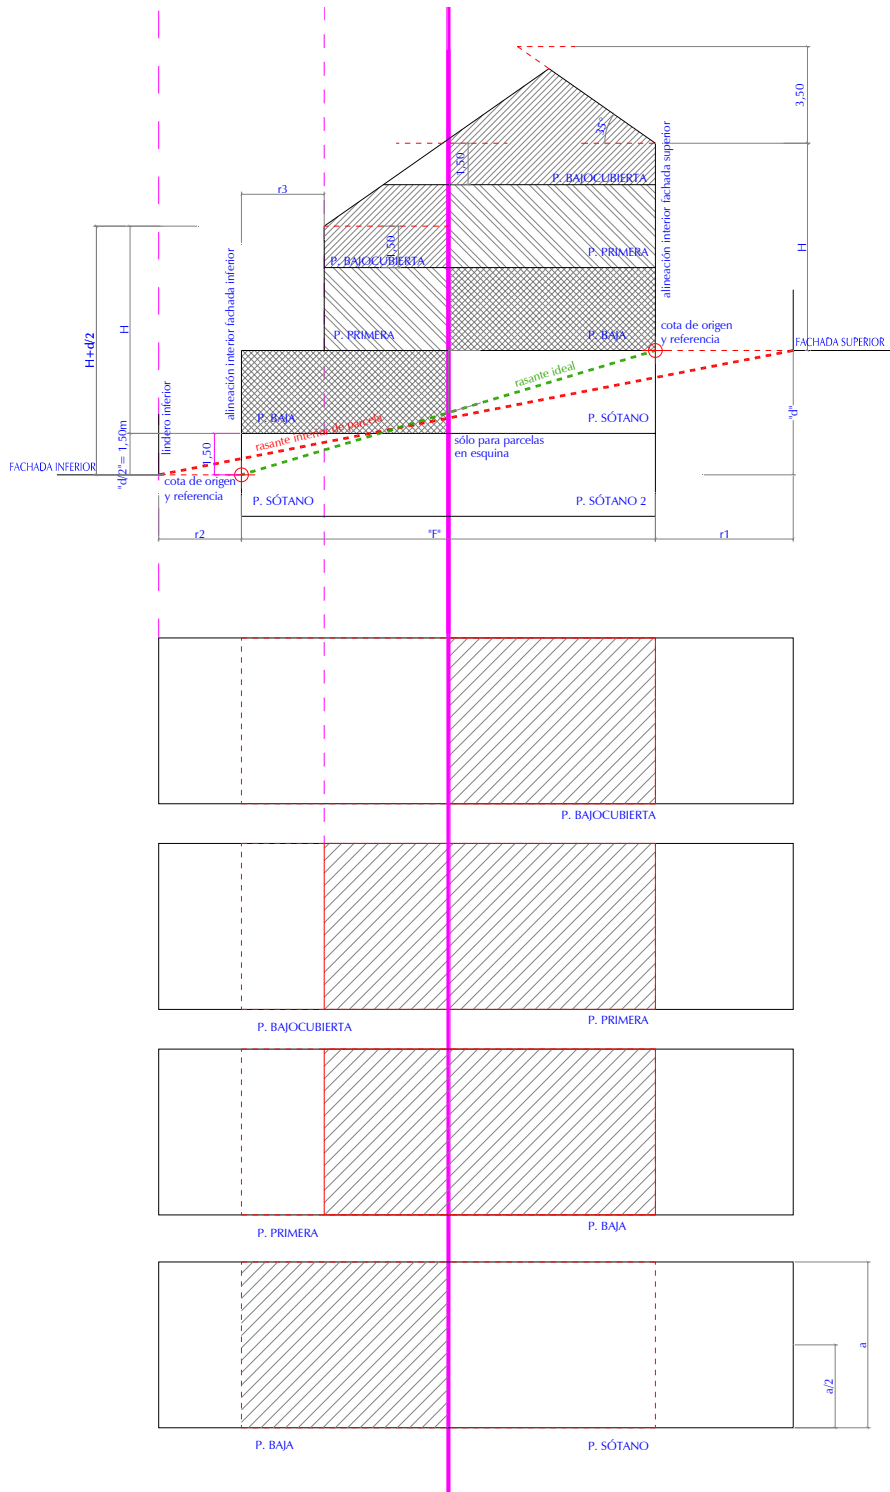 3,50
35°
1,50
P. BAJOCUBIERTA
alineación interior fachada superior
r3
H
P. PRIMERA
1,50
P. BAJOCUBIERTA
alineación interior fachada inferior
H
H+d/2
P. PRIMERA
P. BAJA
cota de origen
y referencia
FACHADA SUPERIOR
rasante ideal
lindero inferior
P. BAJA
rasante interior de parcela
P. SÓTANO
"d"
sólo para parcelas
en esquina
1,50
"d/2"= 1,50m
FACHADA INFERIOR
cota de origen
y referencia
P. SÓTANO
P. SÓTANO 2
r2
"F"
r1
P. BAJOCUBIERTA
P. BAJOCUBIERTA
P. PRIMERA
P. PRIMERA
P. BAJA
a
a/2
P. BAJA
P. SÓTANO